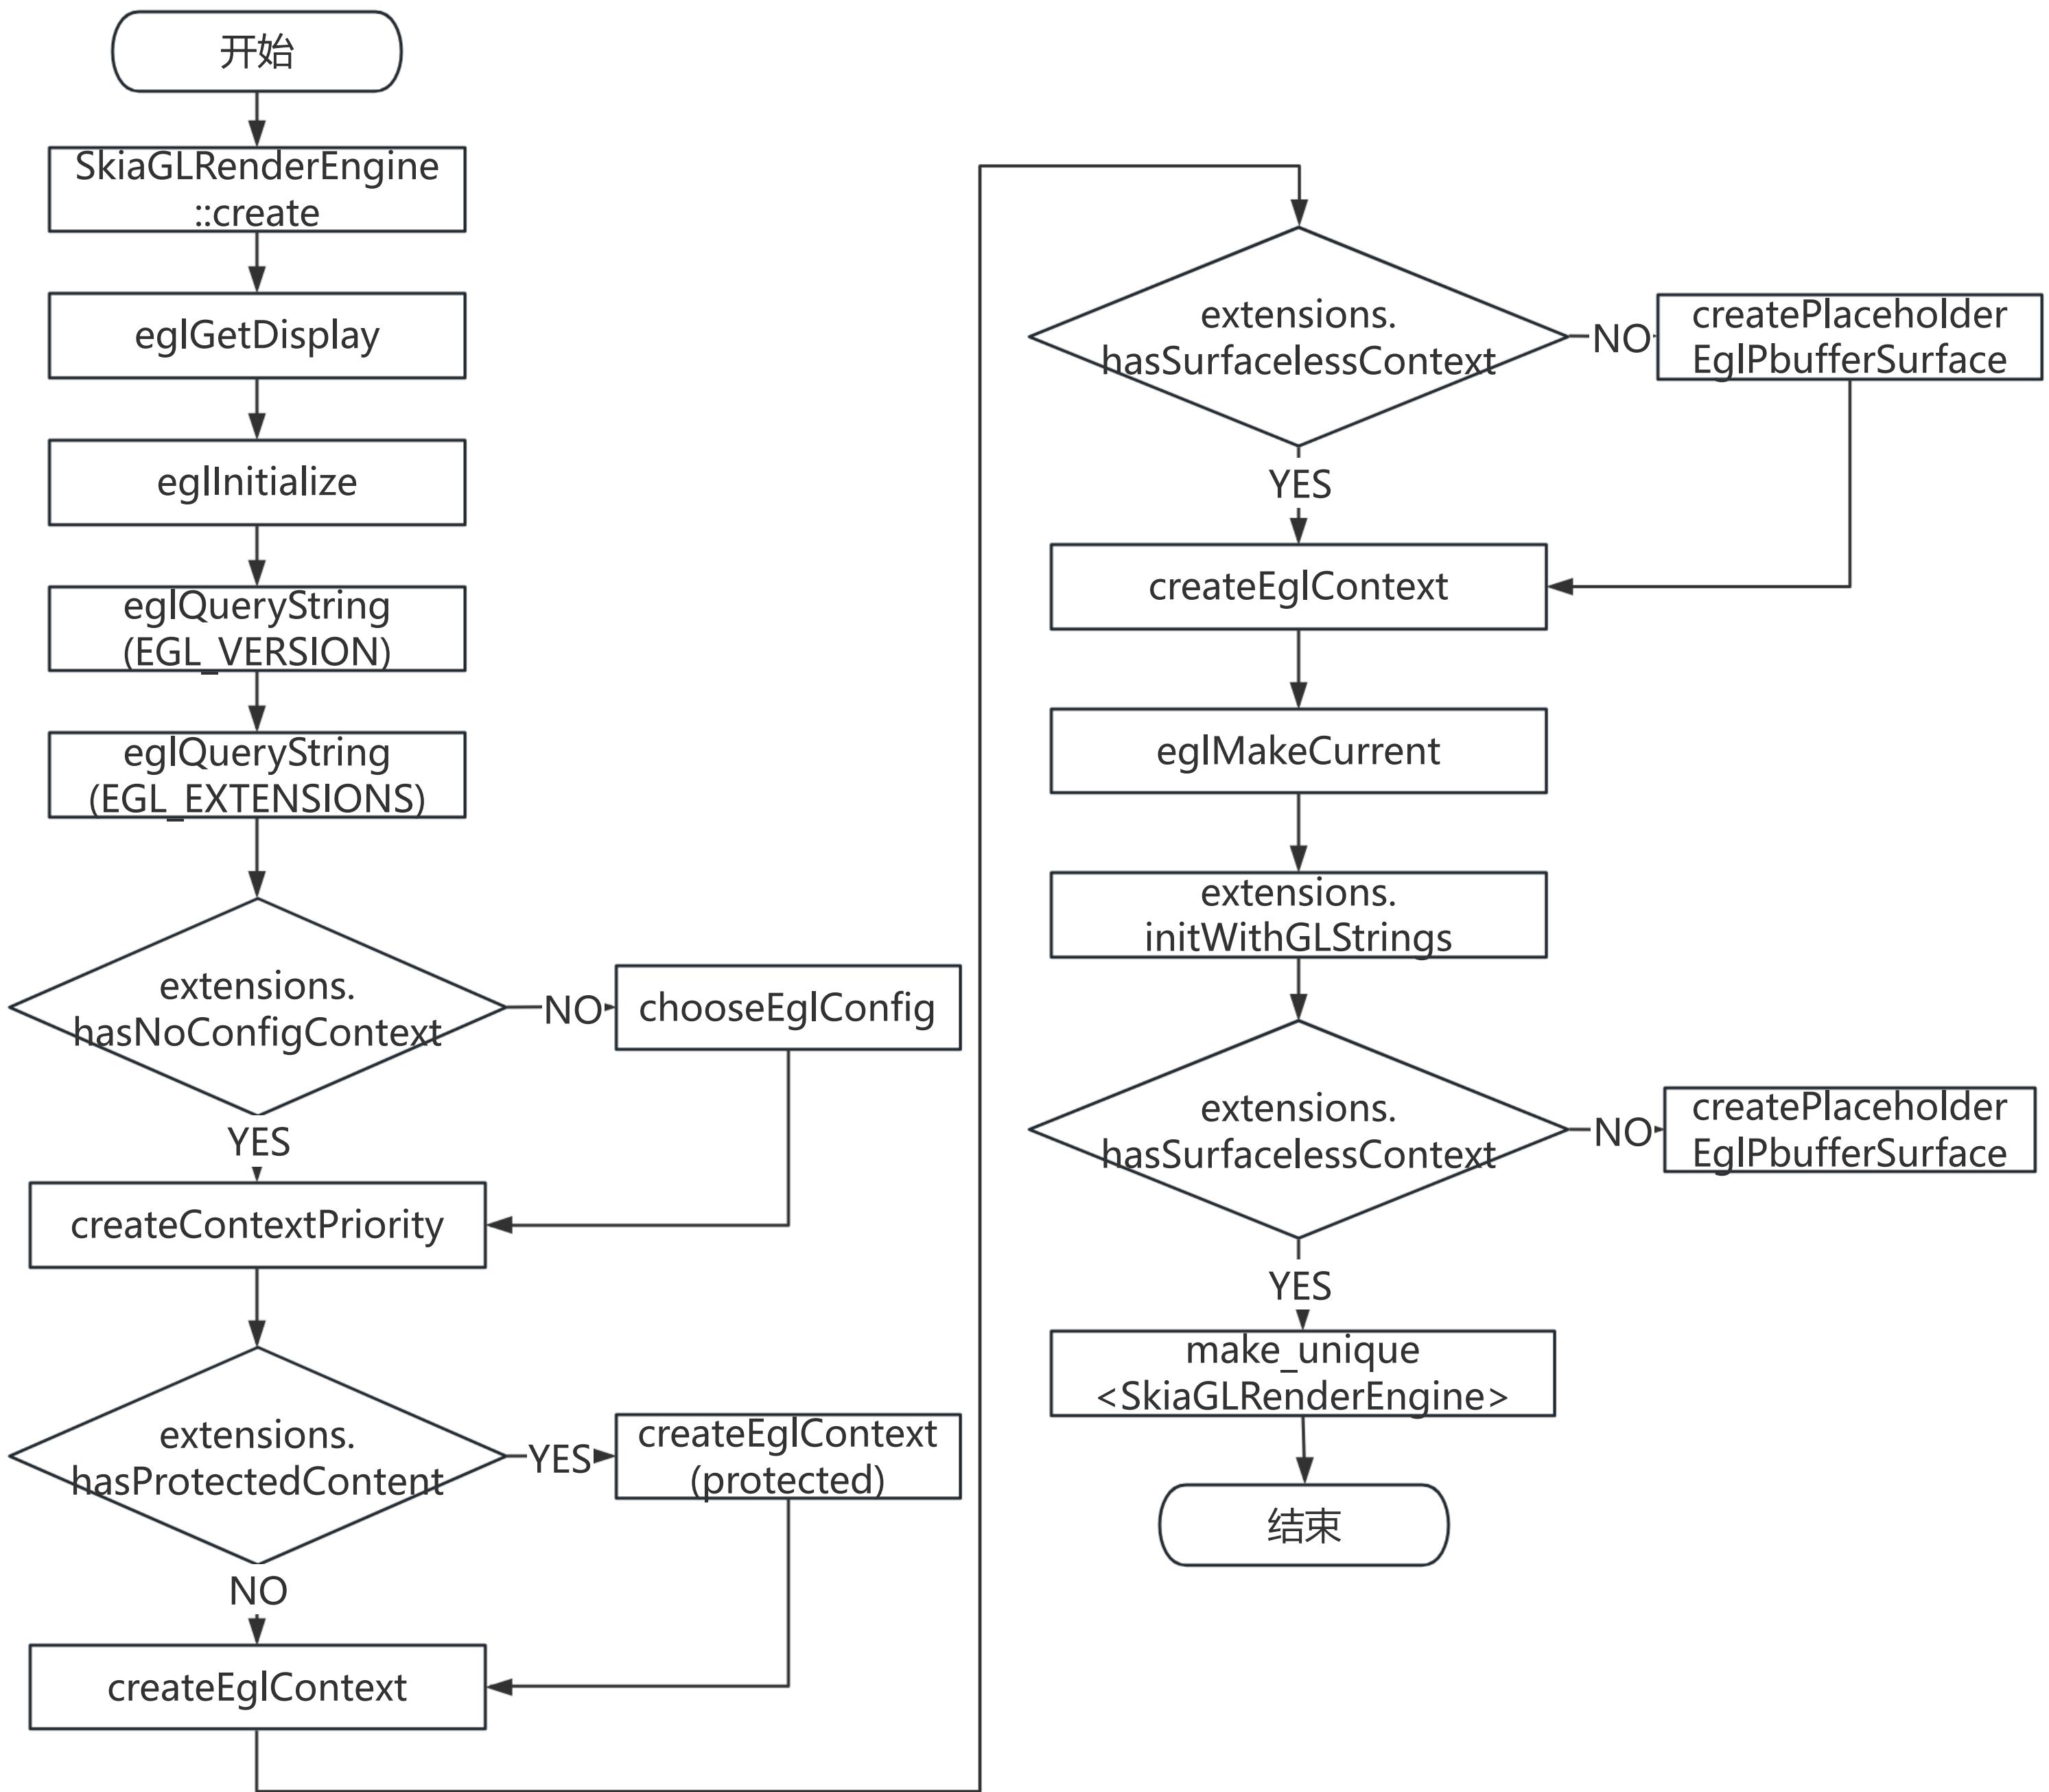 开始
SkiaGLRenderEngine
::create
eglGetDisplay
eglInitialize
eglQueryString
(EGL_VERSION)
eglQueryString
(EGL_EXTENSIONS)
extensions.
hasNoConfigContext
NO
chooseEglConfig
YES
createContextPriority
extensions.
hasProtectedContent
YES
createEglContext
(protected)
NO
createEglContext
extensions.
hasSurfacelessContext
NO
createPlaceholder
EglPbufferSurface
YES
createEglContext
eglMakeCurrent
extensions.
initWithGLStrings
extensions.
hasSurfacelessContext
NO
createPlaceholder
EglPbufferSurface
YES
make_unique
<SkiaGLRenderEngine>
结束